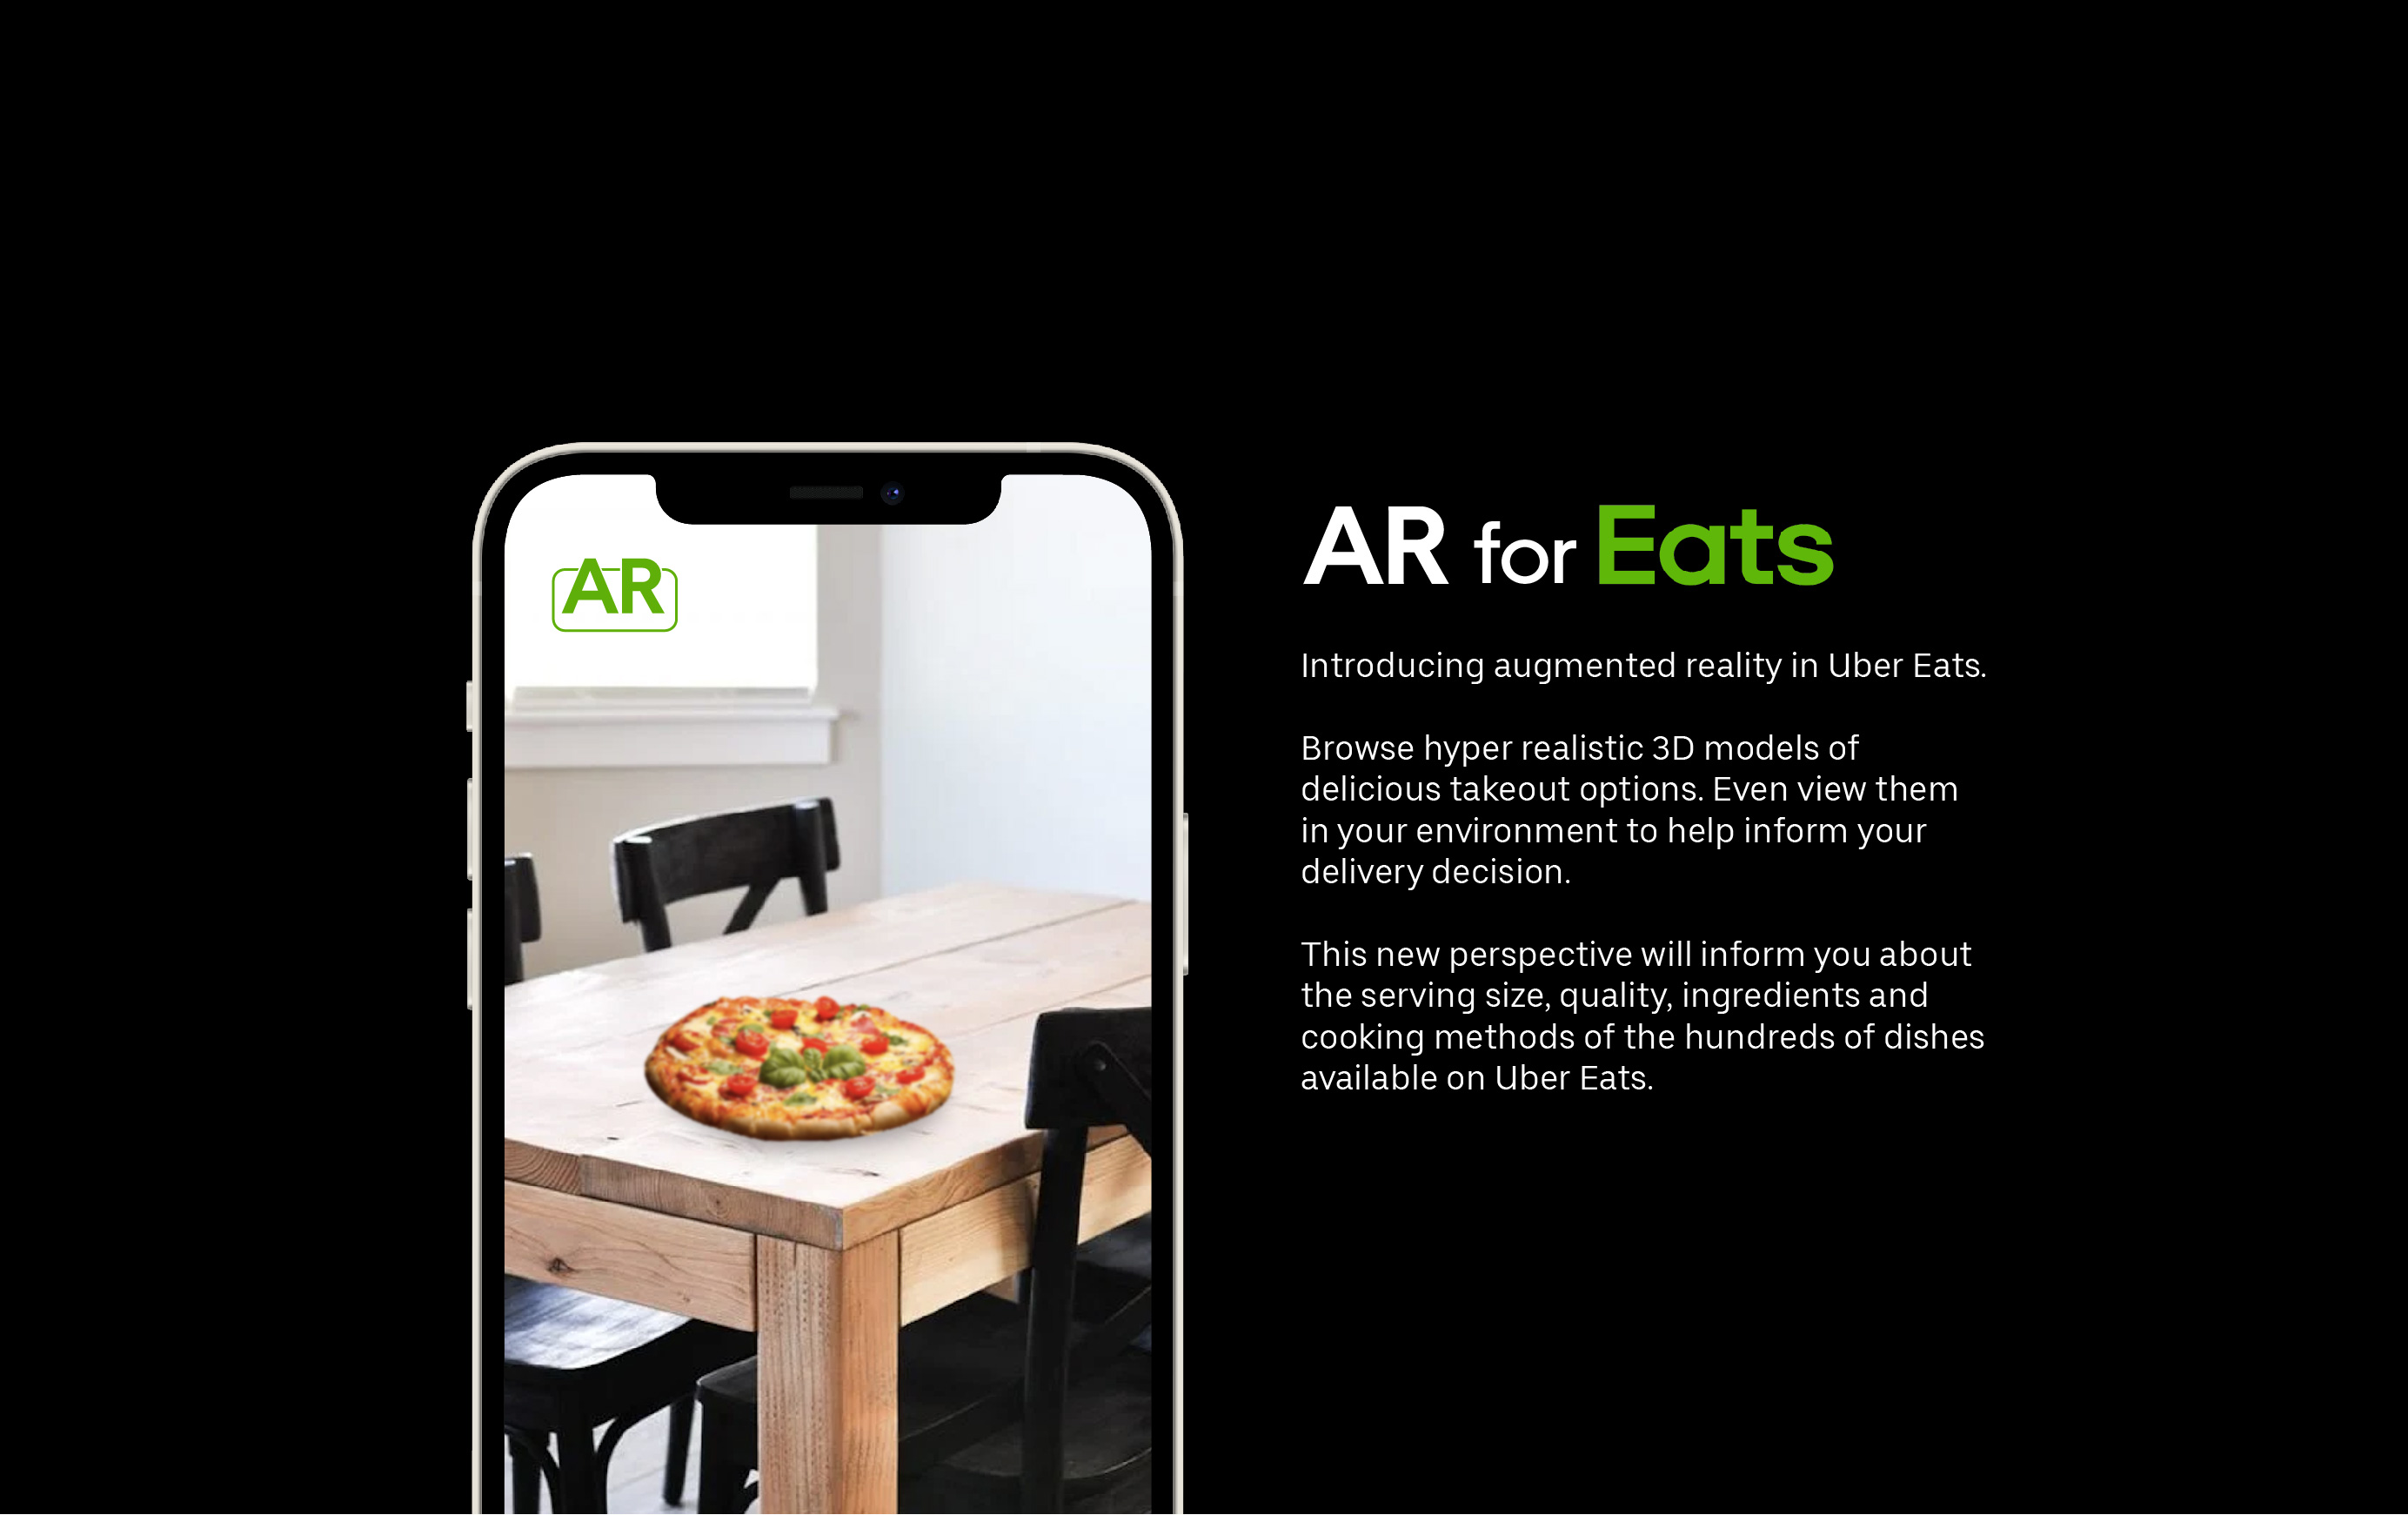 AR
AR for Eats
Introducing augmented reality in Uber Eats.
Browse hyper realistic 3D models of
delicious takeout options. Even view them
in your environment to help inform your
delivery decision.
This new perspective will inform you about
the serving size, quality, ingredients and
cooking methods of the hundreds of dishes
available on Uber Eats.